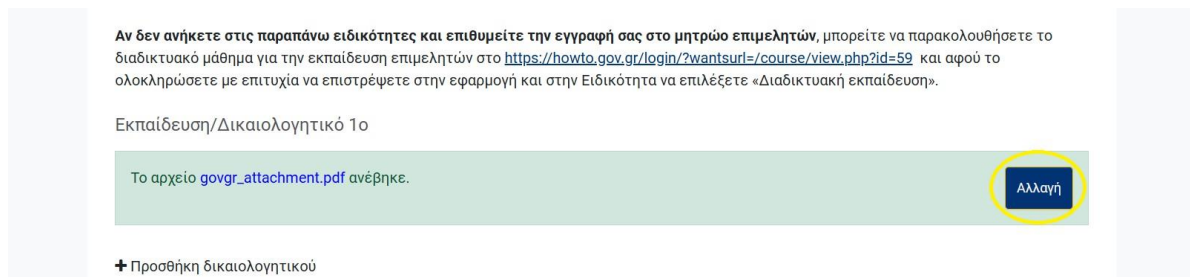 Αν δεν ανήκετε στις παραπάνω ειδικότητες και επιθυμείτε την εγγραφή σας στο μητρώο επιμελητών, μπορείτε να παρακολουθήσετε το
διαδικτυακό μάθημα για την εκπαίδευση επιμελητών στο https://howto.gov.gr/login/?wantsurl=/course/view.php?id=59 και αφού το
ολοκληρώσετε με επιτυχία να επιστρέψετε στην εφαρμογή και στην Ειδικότητα να επιλέξετε «Διαδικτυακή εκπαίδευση».
Εκπαίδευση/Δικαιολογητικό 1ο
Το αρχείο govgr_attachment.pdf ανέβηκε.
Αλλαγή
+ Προσθήκη δικαιολογητικού